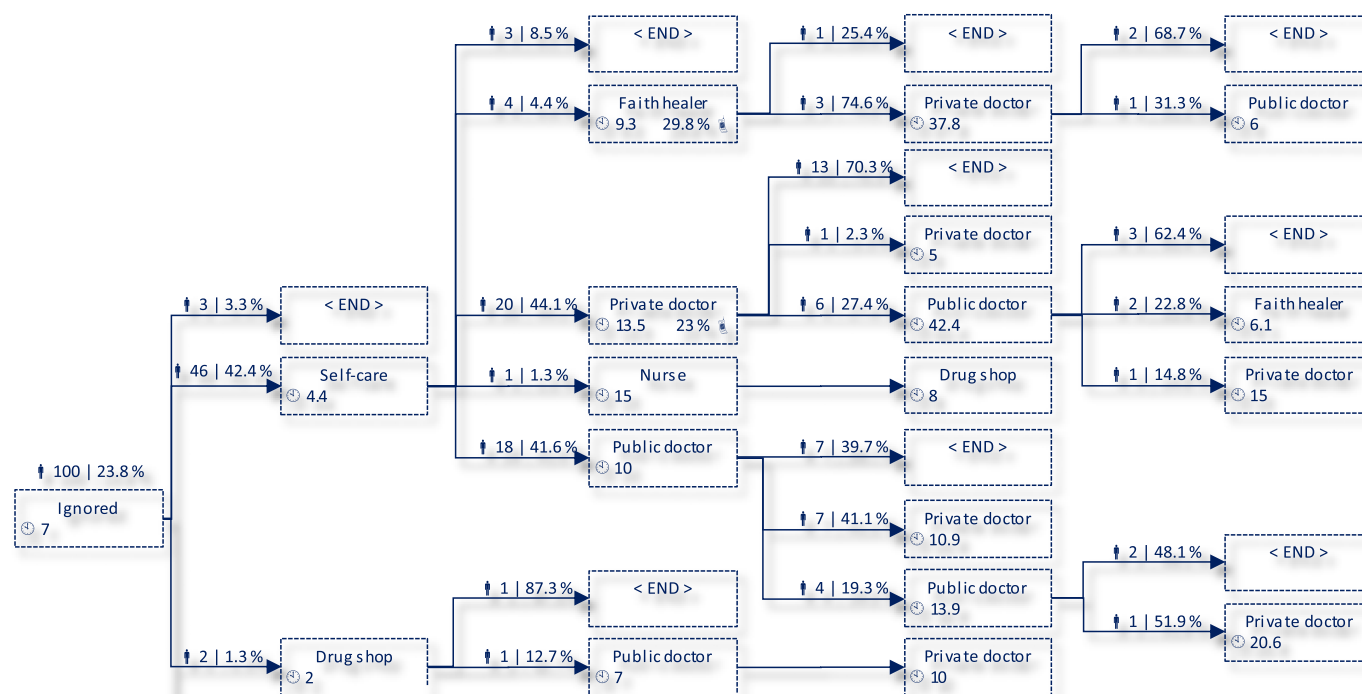 3 | 8.5 %
< END >
1 | 25.4 %
< END >
2 | 68.7 %
< END >
4 | 4.4 %
Faith healer
9.3 29.8 %
3 | 74.6 %
Private doctor
37.8
1 | 31.3 %
Public doctor
6
13 | 70.3 %
< END >
1 | 2.3 %
Private doctor
5
3 | 62.4 %
< END >
3 | 3.3 %
< END >
20 | 44.1 %
Private doctor
13.5 23 %
6 | 27.4 %
Public doctor
42.4
2 | 22.8 %
Faith healer
6.1
46 | 42.4 %
Self-care
4.4
1 | 1.3 %
Nurse
15
Drug shop
8
1 | 14.8 %
Private doctor
15
18 | 41.6 %
Public doctor
10
7 | 39.7 %
< END >
100 | 23.8 %
Ignored
7
7 | 41.1 %
Private doctor
10.9
2 | 48.1 %
< END >
1 | 87.3 %
< END >
4 | 19.3 %
Public doctor
13.9
1 | 51.9 %
Private doctor
20.6
2 | 1.3 %
Drug shop
2
1 | 12.7 %
Public doctor
7
Private doctor
10